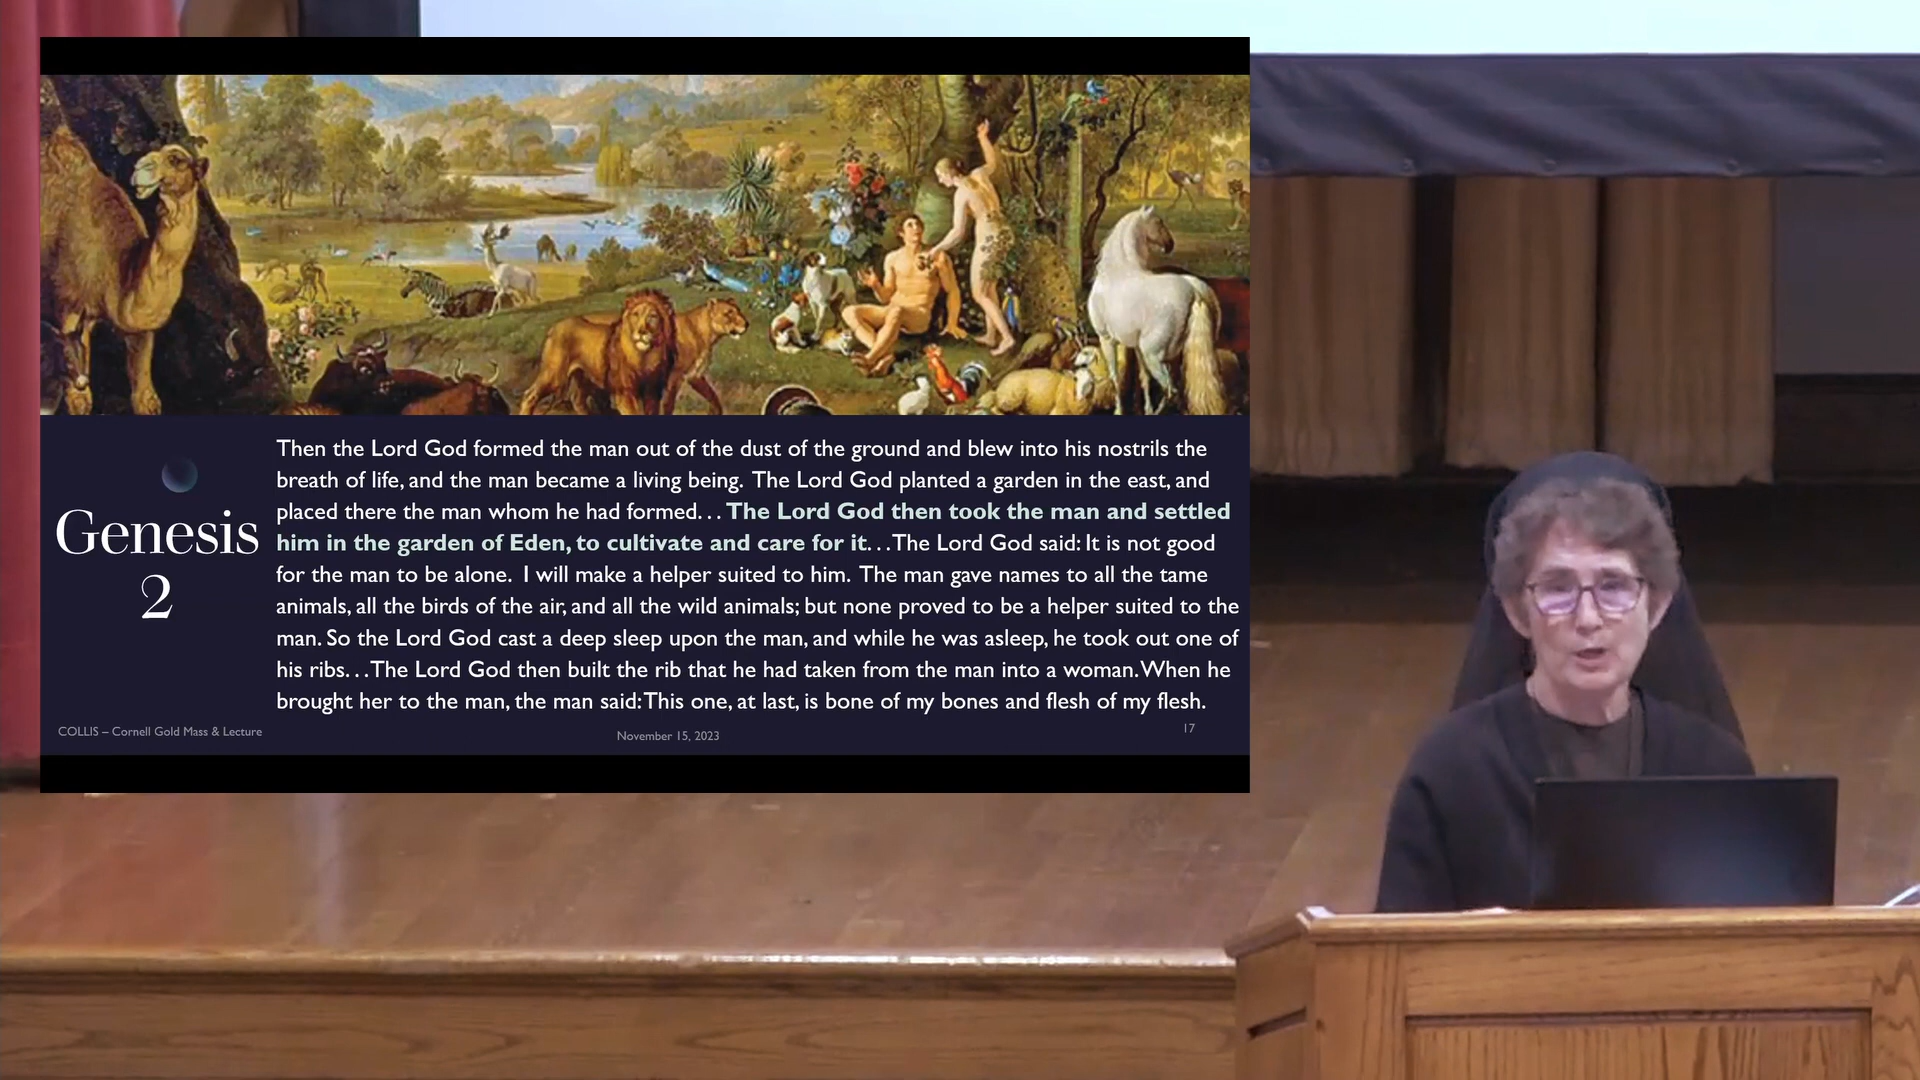 Genesis
2
Then the Lord God formed the man out of the dust of the ground and blew into his nostrils the
breath of life, and the man became a living being. The Lord God planted a garden in the east, and
placed there the man whom he had formed. . . The Lord God then took the man and settled
him in the garden of Eden, to cultivate and care for it. . .The Lord God said: It is not good
for the man to be alone. I will make a helper suited to him. The man gave names to all the tame
animals, all the birds of the air, and all the wild animals; but none proved to be a helper suited to the
man. So the Lord God cast a deep sleep upon the man, and while he was asleep, he took out one of
his ribs. . .The Lord God then built the rib that he had taken from the man into a woman. When he
brought her to the man, the man said: This one, at last, is bone of my bones and flesh of my flesh.
COLLIS – Cornell Gold Mass & Lecture
November 15, 2023
17